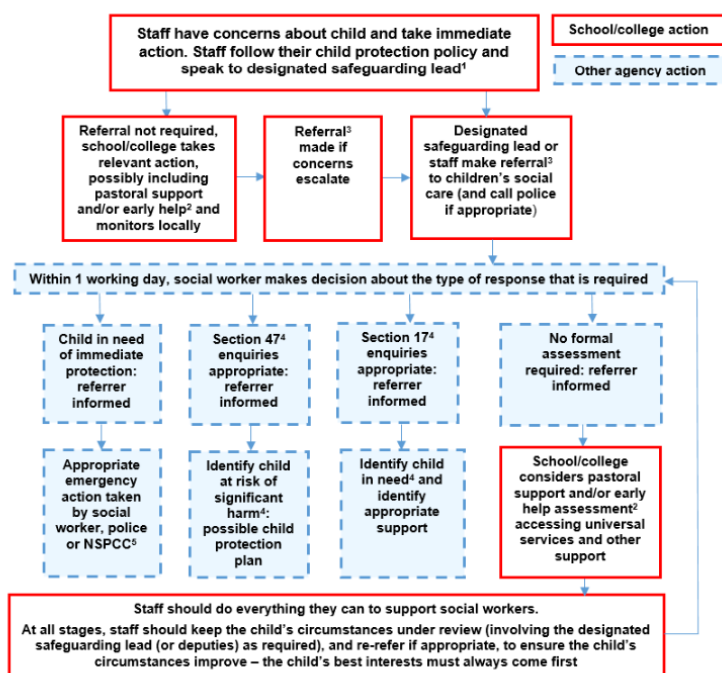 Staff have concerns about child and take immediate
action. Staff follow their child protection policy and
speak to designated safeguarding lead¹
School/college action
Other agency action
Referral not required,
school/college takes
relevant action,
possibly including
pastoral support
and/or early help² and
monitors locally
Referral³
made if
concerns
escalate
Designated
safeguarding lead or
staff make referral³
to children’s social
care (and call police
if appropriate)
Within 1 working day, social worker makes decision about the type of response that is required
Child in need
of immediate
protection:
referrer
informed
Section 47⁴
enquiries
appropriate:
referrer
informed
Section 17⁴
enquiries
appropriate:
referrer
informed
No formal
assessment
required: referrer
informed
Appropriate
emergency
action taken
by social
worker, police
or NSPCC⁵
Identify child
at risk of
significant
harm⁴:
possible child
protection
plan
Identify child
in need⁴ and
identify
appropriate
support
School/college
considers pastoral
support and/or early
help assessment²
accessing universal
services and other
support
Staff should do everything they can to support social workers.
At all stages, staff should keep the child’s circumstances under review (involving the designated
safeguarding lead (or deputies) as required), and re-refer if appropriate, to ensure the child’s
circumstances improve – the child’s best interests must always come first